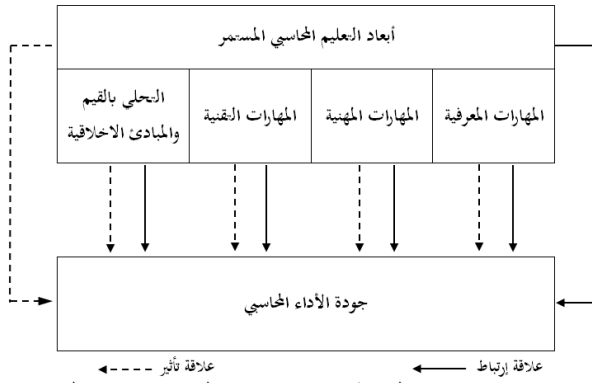 أبعاد التعليم المحاسبي المستمر
المهارات المعرفية
المهارات المهنية
المهارات التقنية
التحلي بالقيم
والمبادئ الاخلاقية
جودة الأداء المحاسبي
علاقة إرتباط
علاقة تأثير